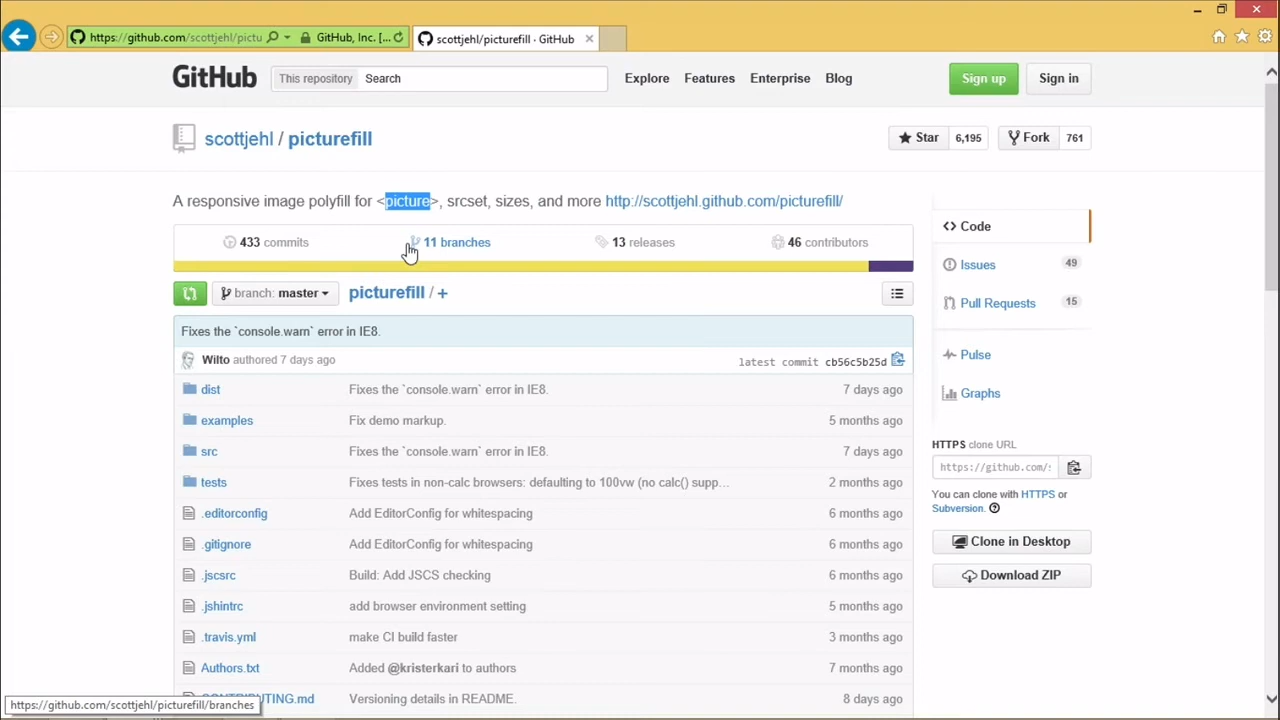 https://github.com/scottjehl/pictu
GitHub, Inc. [...
scottjehl/picturefill · GitHub
GitHub
This repository
Search
Explore
Features
Enterprise
Blog
Sign up
Sign in
scottjehl / picturefill
Star 6,195
Fork 761
A responsive image polyfill for <picture>, srcset, sizes, and more http://scottjehl.github.com/picturefill/
433 commits
11 branches
13 releases
46 contributors
branch: master
picturefill / +
Fixes the `console.warn` error in IE8.
Wilto authored 7 days ago
latest commit cb56c5b25d
dist Fixes the `console.warn` error in IE8. 7 days ago
examples Fix demo markup. 5 months ago
src Fixes the `console.warn` error in IE8. 7 days ago
tests Fixes tests in non-calc browsers: defaulting to 100vw (no calc() supp... 2 months ago
.editorconfig Add EditorConfig for whitespacing 6 months ago
.gitignore Add EditorConfig for whitespacing 6 months ago
.jscsrc Build: Add JSCS checking 6 months ago
.jshintrc add browser environment setting 5 months ago
.travis.yml make CI build faster 3 months ago
Authors.txt Added @kristerkari to authors 7 months ago
CONTRIBUTING.md Versioning details in README. 8 days ago
Code
Issues 49
Pull Requests 15
Pulse
Graphs
HTTPS clone URL
https://github.com/s
You can clone with HTTPS or
Subversion.
Clone in Desktop
Download ZIP
https://github.com/scottjehl/picturefill/branches